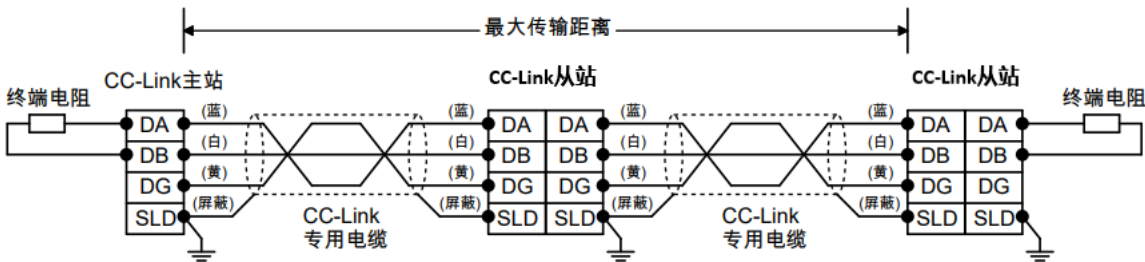 最大传输距离
CC-Link主站
CC-Link从站
CC-Link从站
终端电阻
终端电阻
DA
(蓝)
(蓝)
DA
DA
(蓝)
(蓝)
DA
DA
DB
(白)
(白)
DB
DB
(白)
(白)
DB
DB
DG
(黄)
(黄)
DG
DG
(黄)
(黄)
DG
DG
SLD
(屏蔽)
(屏蔽)
SLD
SLD
(屏蔽)
(屏蔽)
SLD
SLD
CC-Link
专用电缆
CC-Link
专用电缆